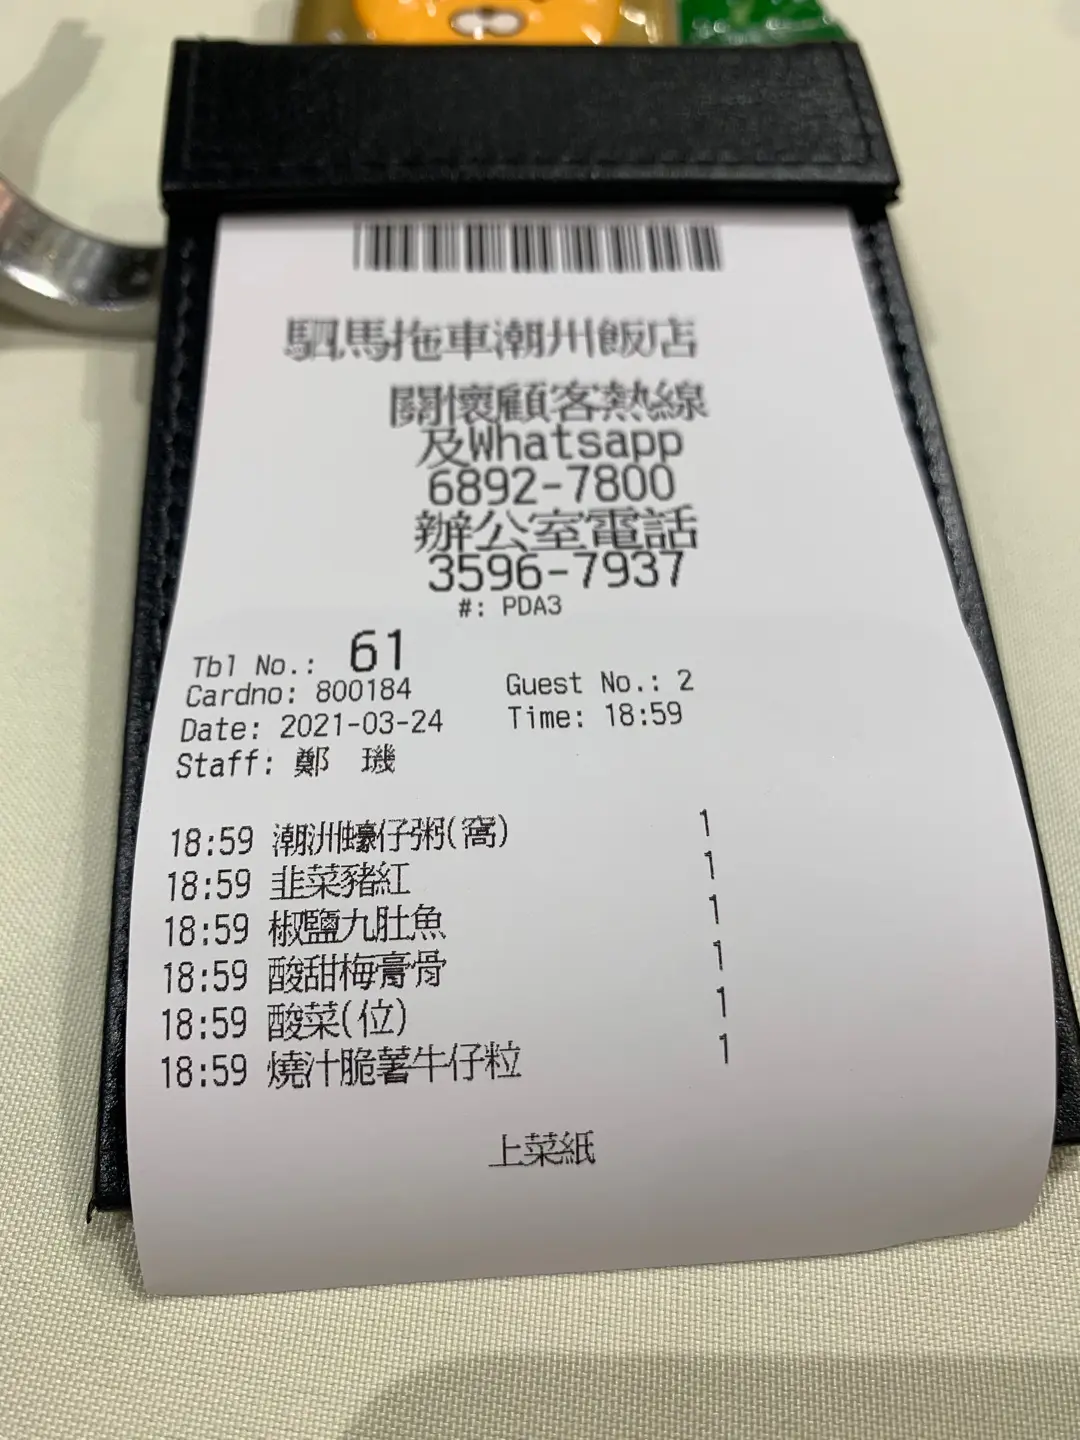 駟馬拖車潮州飯店
關懷顧客熱線
及Whatsapp
6892-7800
辦公室電話
3596-7937
#: PDA3
Tbl No.: 61
Cardno: 800184 Guest No.: 2
Date: 2021-03-24 Time: 18:59
Staff: 鄭 璣
18:59 潮洲蠔仔粥(窩) 1
18:59 韭菜豬紅 1
18:59 椒鹽九肚魚 1
18:59 酸甜梅膏骨 1
18:59 酸菜(位) 1
18:59 燒汁脆薯牛仔粒 1
上菜紙